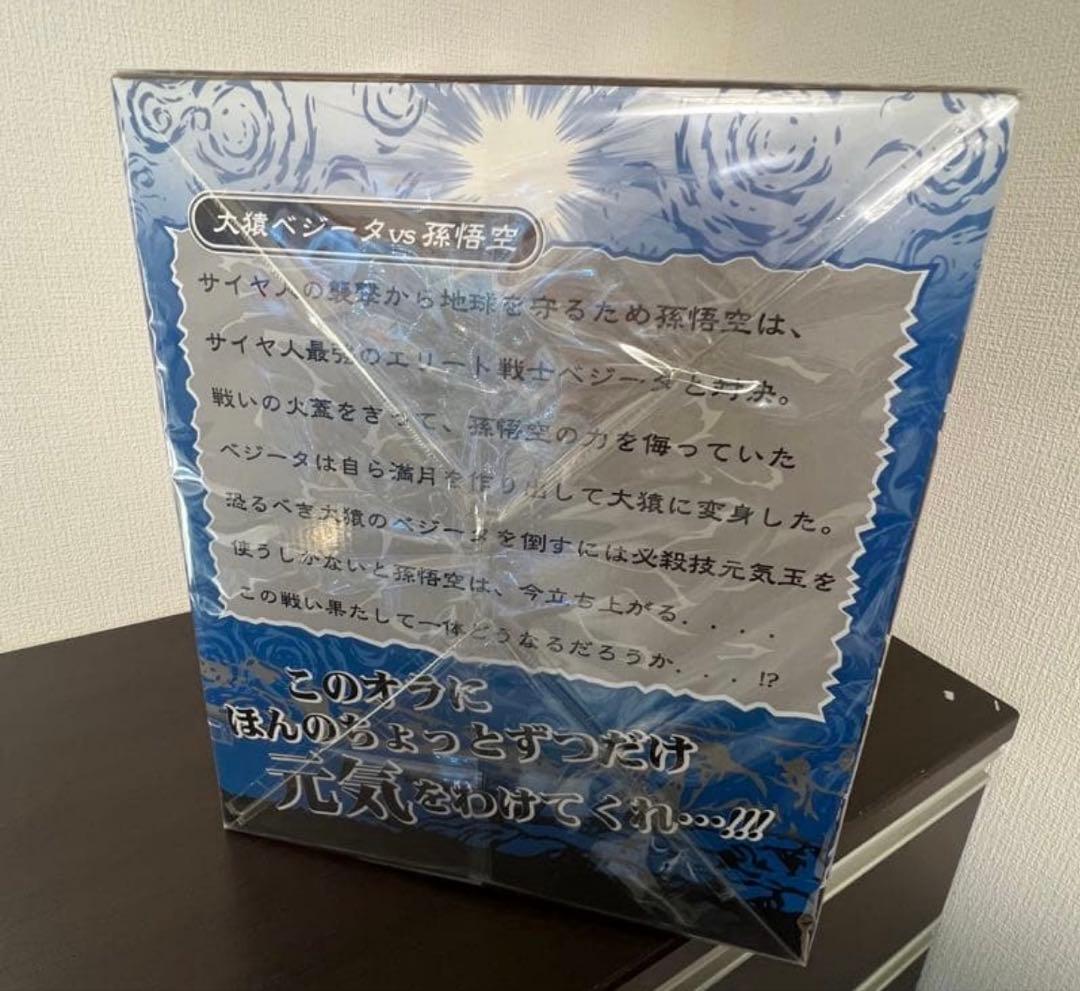 大猿ベジータvs孫悟空
サイヤ人の襲撃から地球を守るため孫悟空は、
サイヤ人最強のエリート戦士ベジータと対決。
戦いの火蓋をきって、孫悟空の力を侮っていた
ベジータは自ら満月を作り出して大猿に変身した。
恐るべき大猿のベジータを倒すには必殺技元気玉を
使うしかないと孫悟空は、今立ち上がる．．．．
この戦い果たして一体どうなるだろうか．．．．!?
このオラに
ほんのちょっとずつだけ
元気をわけてくれ…!!!